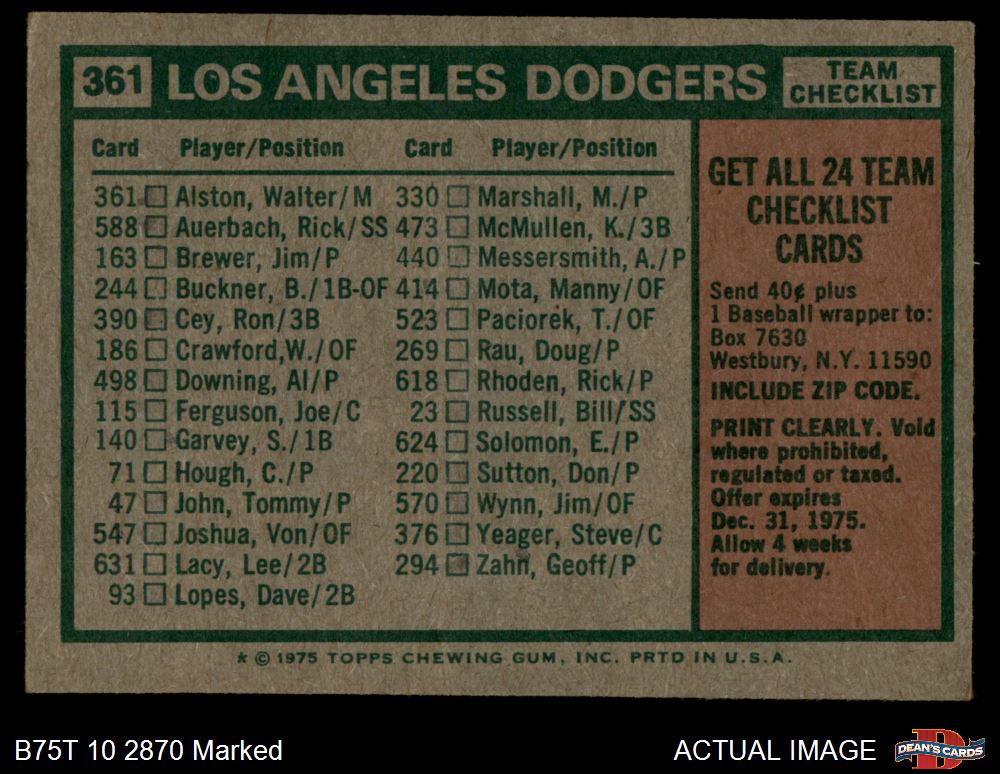 361 LOS ANGELES DODGERS TEAM CHECKLIST
Card Player/Position Card Player/Position
361 Alston, Walter/M 330 Marshall, M./P
588 Auerbach, Rick/SS 473 McMullen, K./3B
163 Brewer, Jim/P 440 Messersmith, A./P
244 Buckner, B./1B-OF 414 Mota, Manny/OF
390 Cey, Ron/3B 523 Paciorek, T./OF
186 Crawford,W./OF 269 Rau, Doug/P
498 Downing, Al/P 618 Rhoden, Rick/P
115 Ferguson, Joe/C 23 Russell, Bill/SS
140 Garvey, S./1B 624 Solomon, E./P
71 Hough, C./P 220 Sutton, Don/P
47 John, Tommy/P 570 Wynn, Jim/OF
547 Joshua, Von/OF 376 Yeager, Steve/C
631 Lacy, Lee/2B 294 Zahn, Geoff/P
93 Lopes, Dave/2B
GET ALL 24 TEAM
CHECKLIST
CARDS
Send 40¢ plus
1 Baseball wrapper to:
Box 7630
Westbury, N.Y. 11590
INCLUDE ZIP CODE.
PRINT CLEARLY. Void
where prohibited,
regulated or taxed.
Offer expires
Dec. 31, 1975.
Allow 4 weeks
for delivery.
* © 1975 TOPPS CHEWING GUM, INC. PRTD IN U.S.A.
B75T 10 2870 Marked ACTUAL IMAGE D DEAN'S CARDS